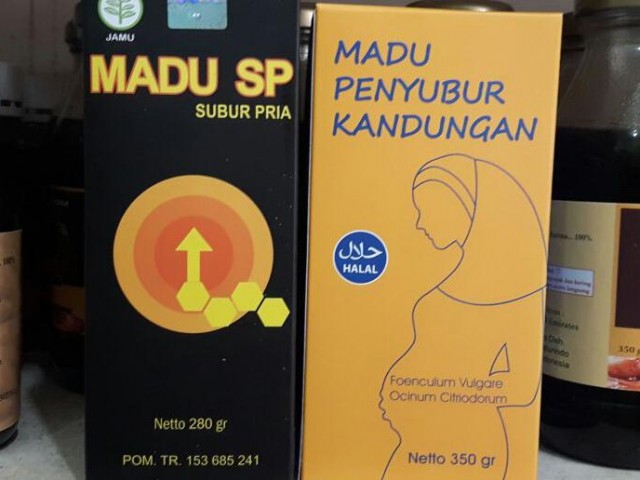 JAMU
MADU SP
SUBUR PRIA
Netto 280 gr
POM. TR. 153 685 241
MADU
PENYUBUR
KANDUNGAN
حلال
HALAL
Foenculum Vulgare
Ocinum Citriodorum
Netto 350 gr
100%